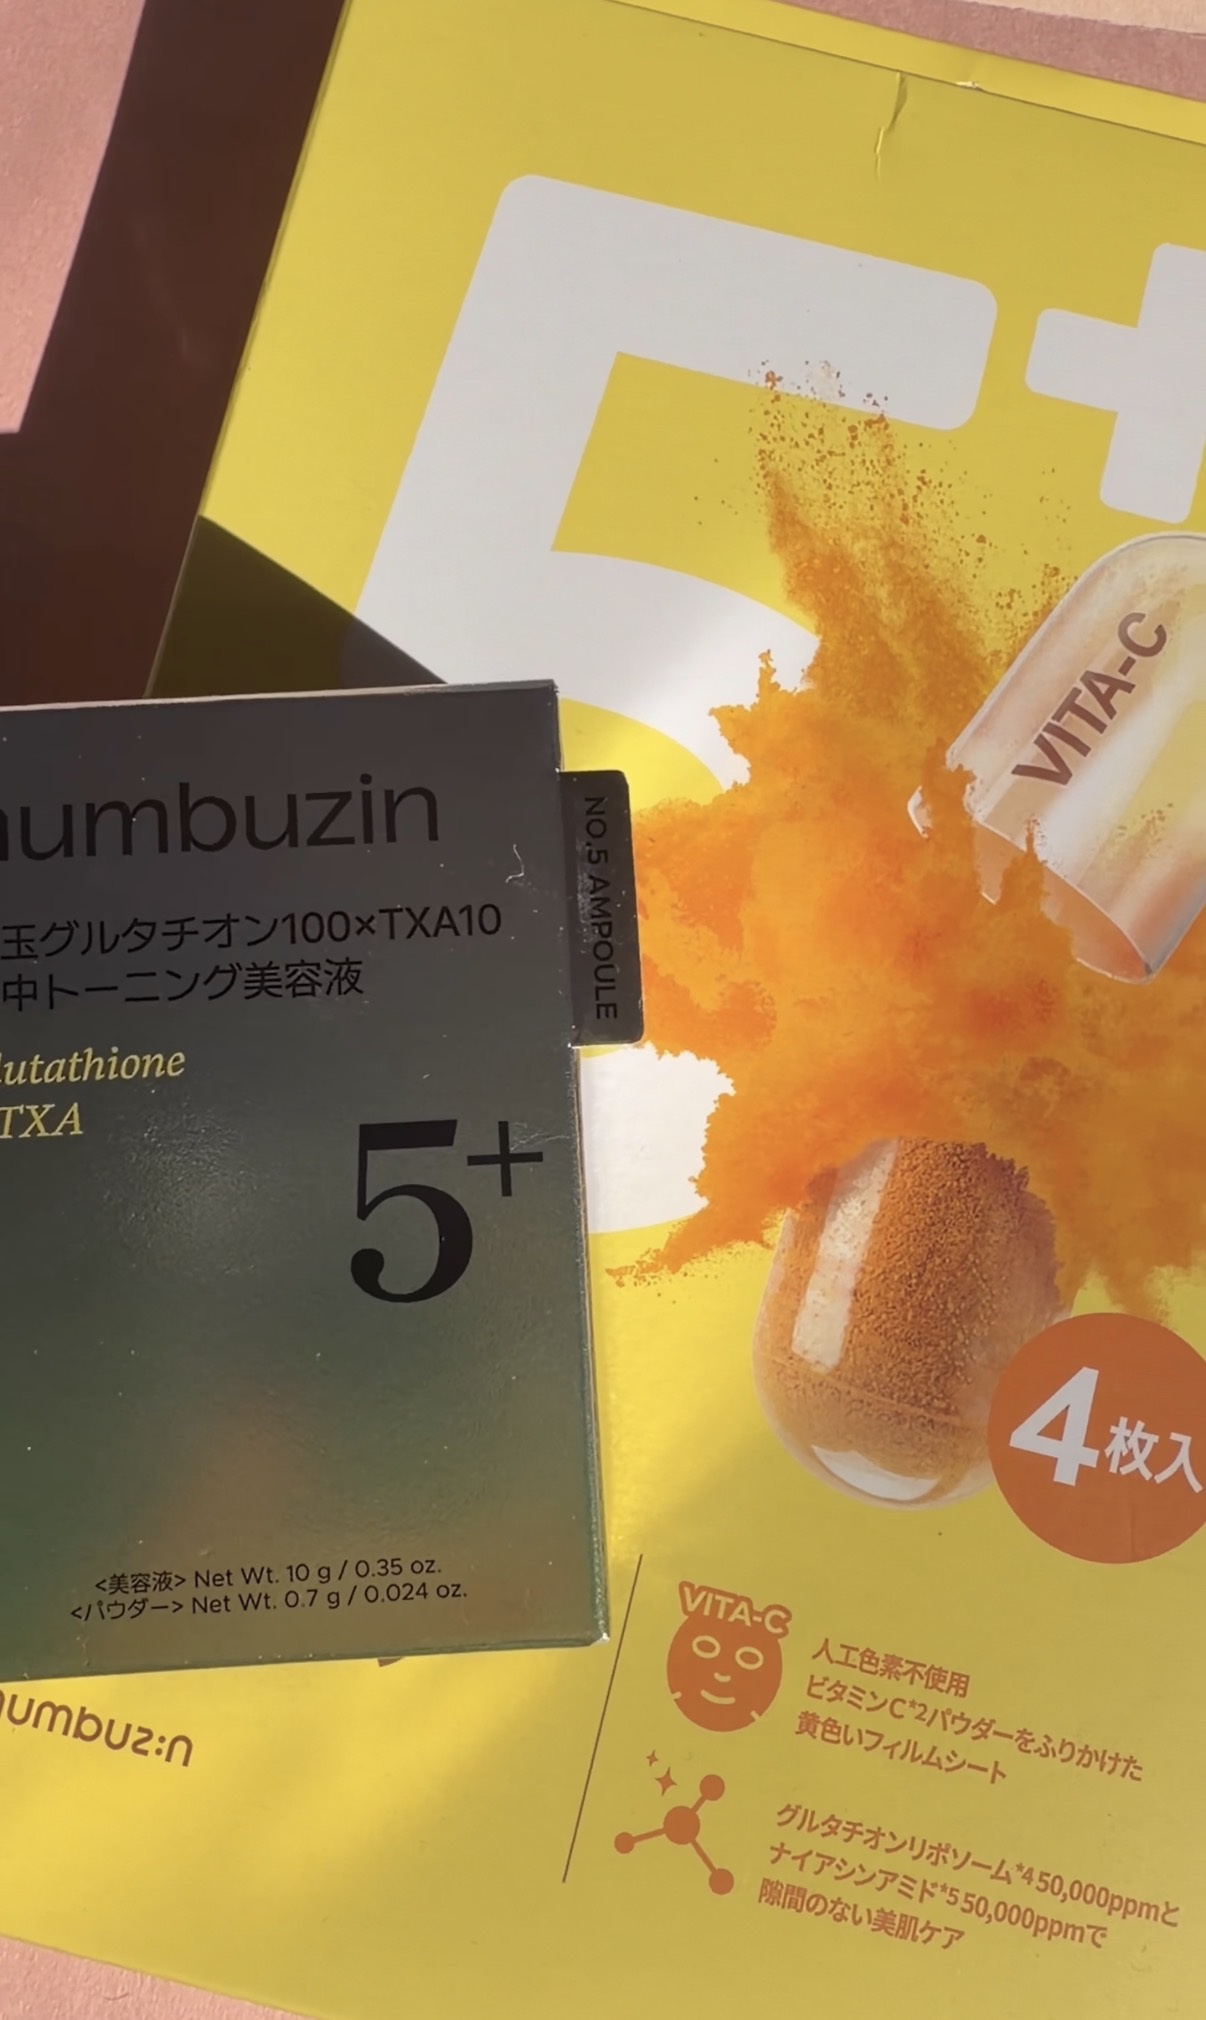 5+
VITA-C
numbuzin
NO.5 AMPOULE
玉グルタチオン100×TXA10
中トーニング美容液
lutathione
TXA
5+
<美容液> Net Wt. 10 g / 0.35 oz.
<パウダー> Net Wt. 0.7 g / 0.024 oz.
4枚入
numbuz:n
VITA-C
人工色素不使用
ビタミンC*2パウダーをふりかけた
黄色いフィルムシート
グルタチオンリポソーム*4 50,000ppmと
ナイアシンアミド*5 50,000ppmで
隙間のない美肌ケア